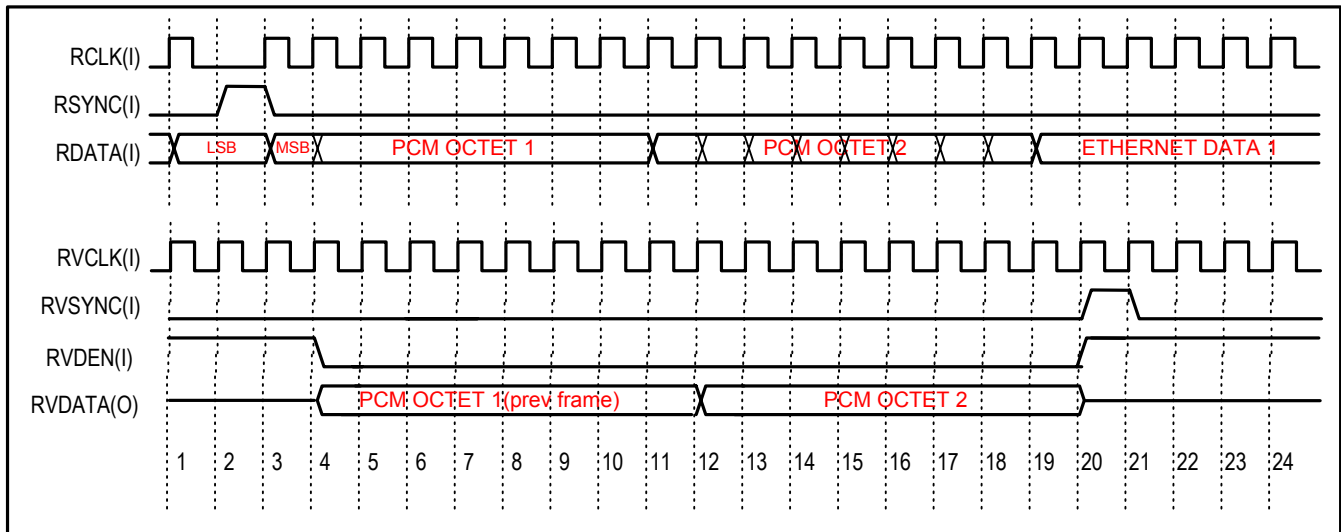 RCLK(I)
RSYNC(I)
RDATA(I) LSB MSB PCM OCTET 1 PCM OCTET 2 ETHERNET DATA 1
RVCLK(I)
RVSYNC(I)
RVDEN(I)
RVDATA(O) PCM OCTET 1(prev frame) PCM OCTET 2
1 2 3 4 5 6 7 8 9 10 11 12 13 14 15 16 17 18 19 20 21 22 23 24